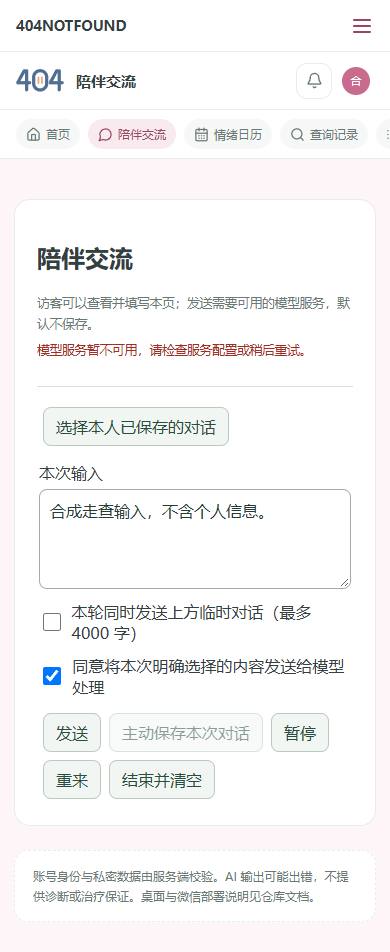 404NOTFOUND
404 陪伴交流
合
首页 陪伴交流 情绪日历 查询记录
陪伴交流
访客可以查看并填写本页；发送需要可用的模型服务，默
认不保存。
模型服务暂不可用，请检查服务配置或稍后重试。
选择本人已保存的对话
本次输入
合成走查输入，不含个人信息。
本轮同时发送上方临时对话（最多
4000 字）
同意将本次明确选择的内容发送给模型
处理
发送 主动保存本次对话 暂停
重来 结束并清空
账号身份与私密数据由服务端校验。AI 输出可能出错，不提
供诊断或治疗保证。桌面与微信部署说明见仓库文档。